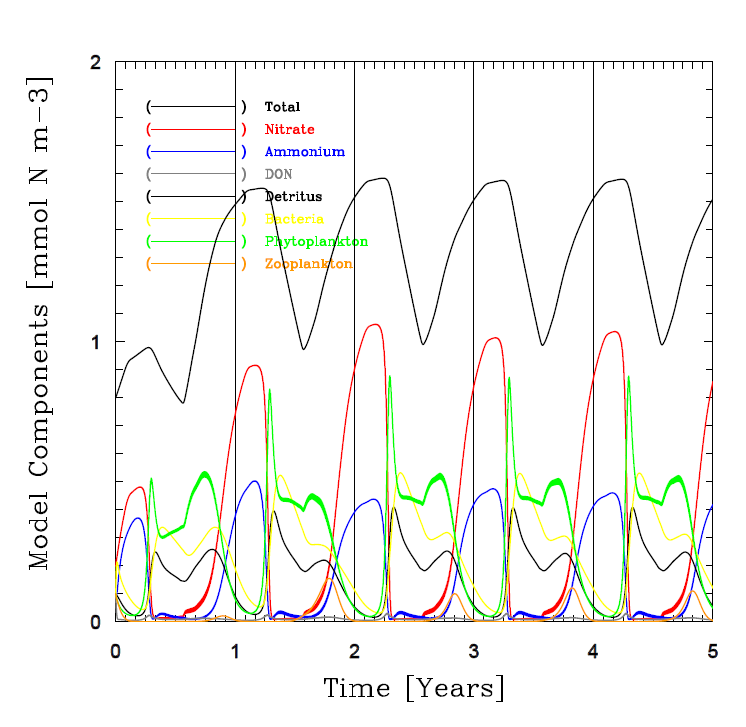 2
( ) Total
( ) Nitrate
( ) Ammonium
( ) DON
( ) Detritus
( ) Bacteria
( ) Phytoplankton
( ) Zooplankton
1
0
Model Components [mmol N m-3]
0 1 2 3 4 5
Time [Years]